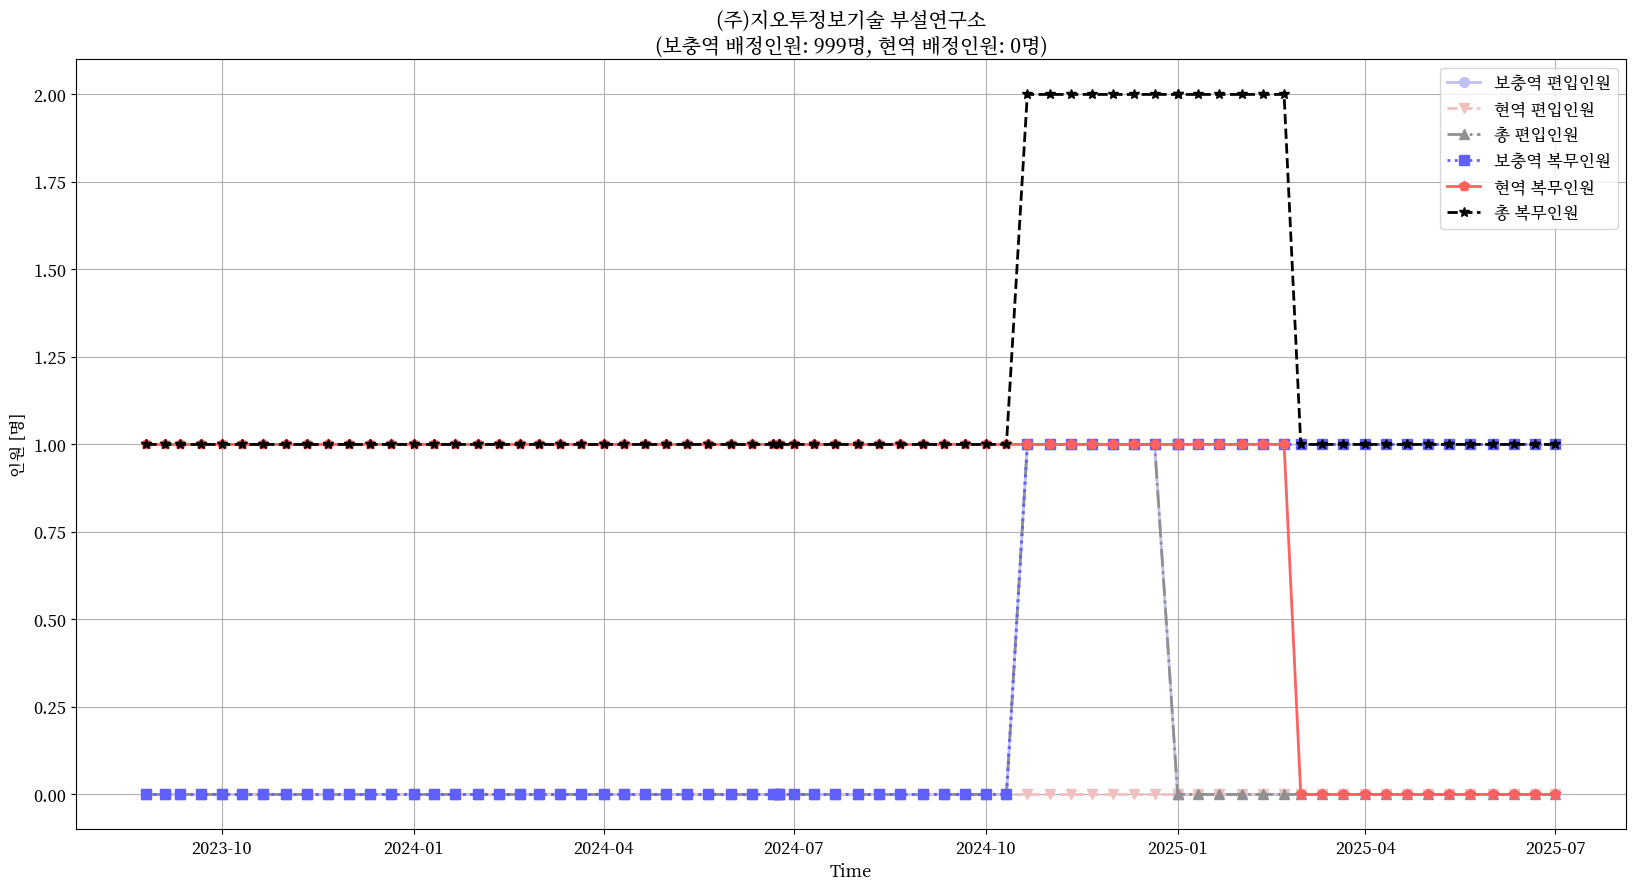 (주)지오투정보기술 부설연구소
(보충역 배정인원: 999명, 현역 배정인원: 0명)
보충역 편입인원
현역 편입인원
총 편입인원
보충역 복무인원
현역 복무인원
총 복무인원
인원 [명]
2.00
1.75
1.50
1.25
1.00
0.75
0.50
0.25
0.00
2023-10
2024-01
2024-04
2024-07
2024-10
2025-01
2025-04
2025-07
Time